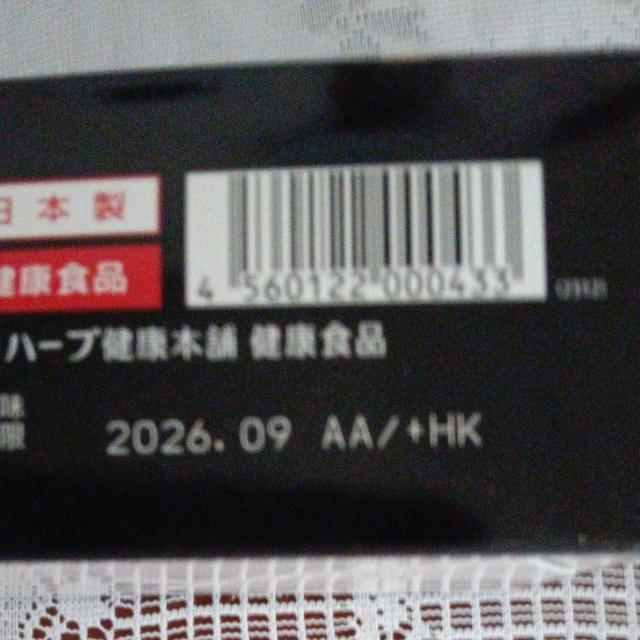 日本製
健康食品
4 560122 000433
ハーブ健康本舗 健康食品
味
2026.09 AA/+HK